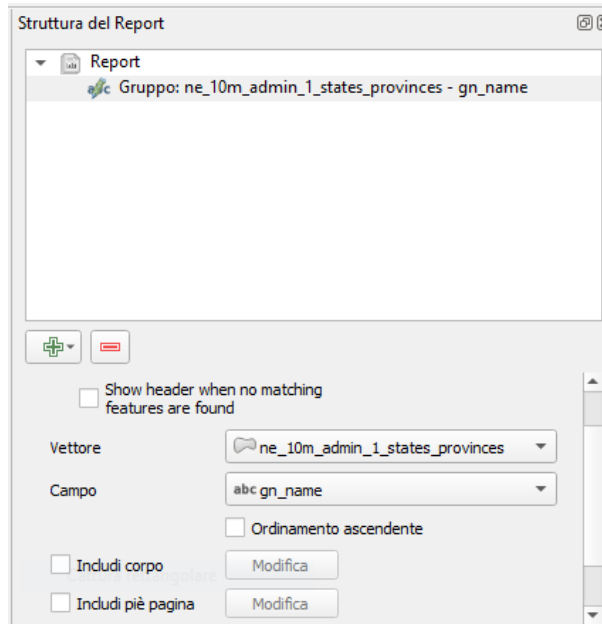 Struttura del Report
Report
abc Gruppo: ne_10m_admin_1_states_provinces - gn_name
Show header when no matching
features are found
Vettore
ne_10m_admin_1_states_provinces
Campo
abc gn_name
Ordinamento ascendente
Includi corpo
Modifica
Includi piè pagina
Modifica